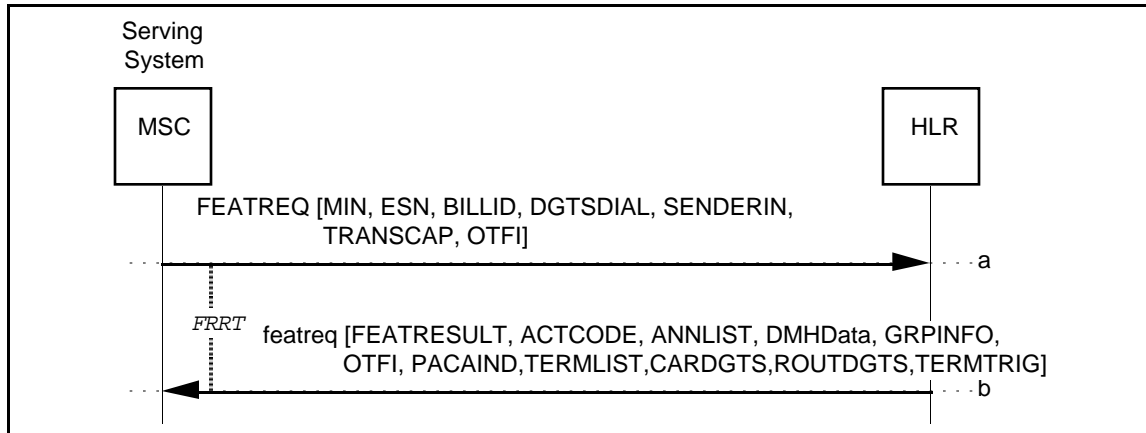 Serving
System
MSC
HLR
FEATREQ [MIN, ESN, BILLID, DGTSDIAL, SENDERIN,
TRANSCAP, OTFI]
a
FRRT
featreq [FEATRESULT, ACTCODE, ANNLIST, DMHData, GRPINFO,
OTFI, PACAIND,TERMLIST,CARDGTS,ROUTDGTS,TERMTRIG]
b